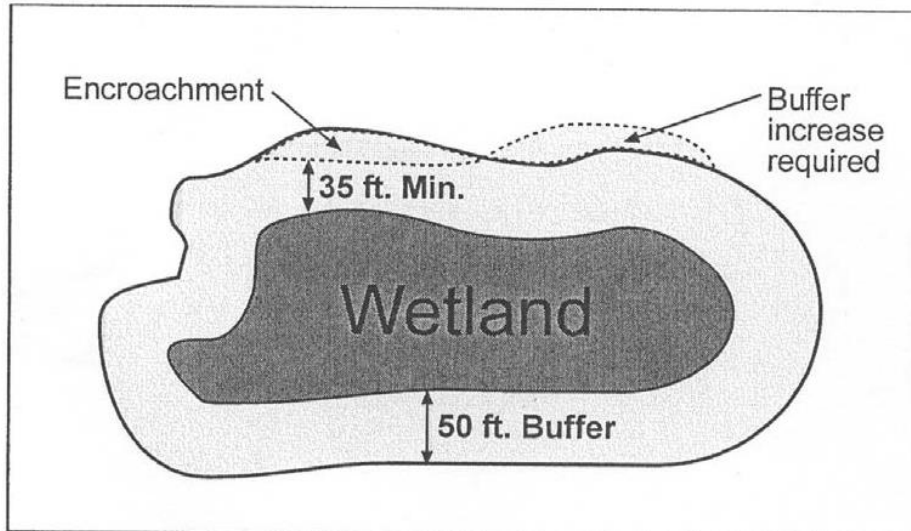 Encroachment
Buffer
increase
required
35 ft. Min.
Wetland
50 ft. Buffer